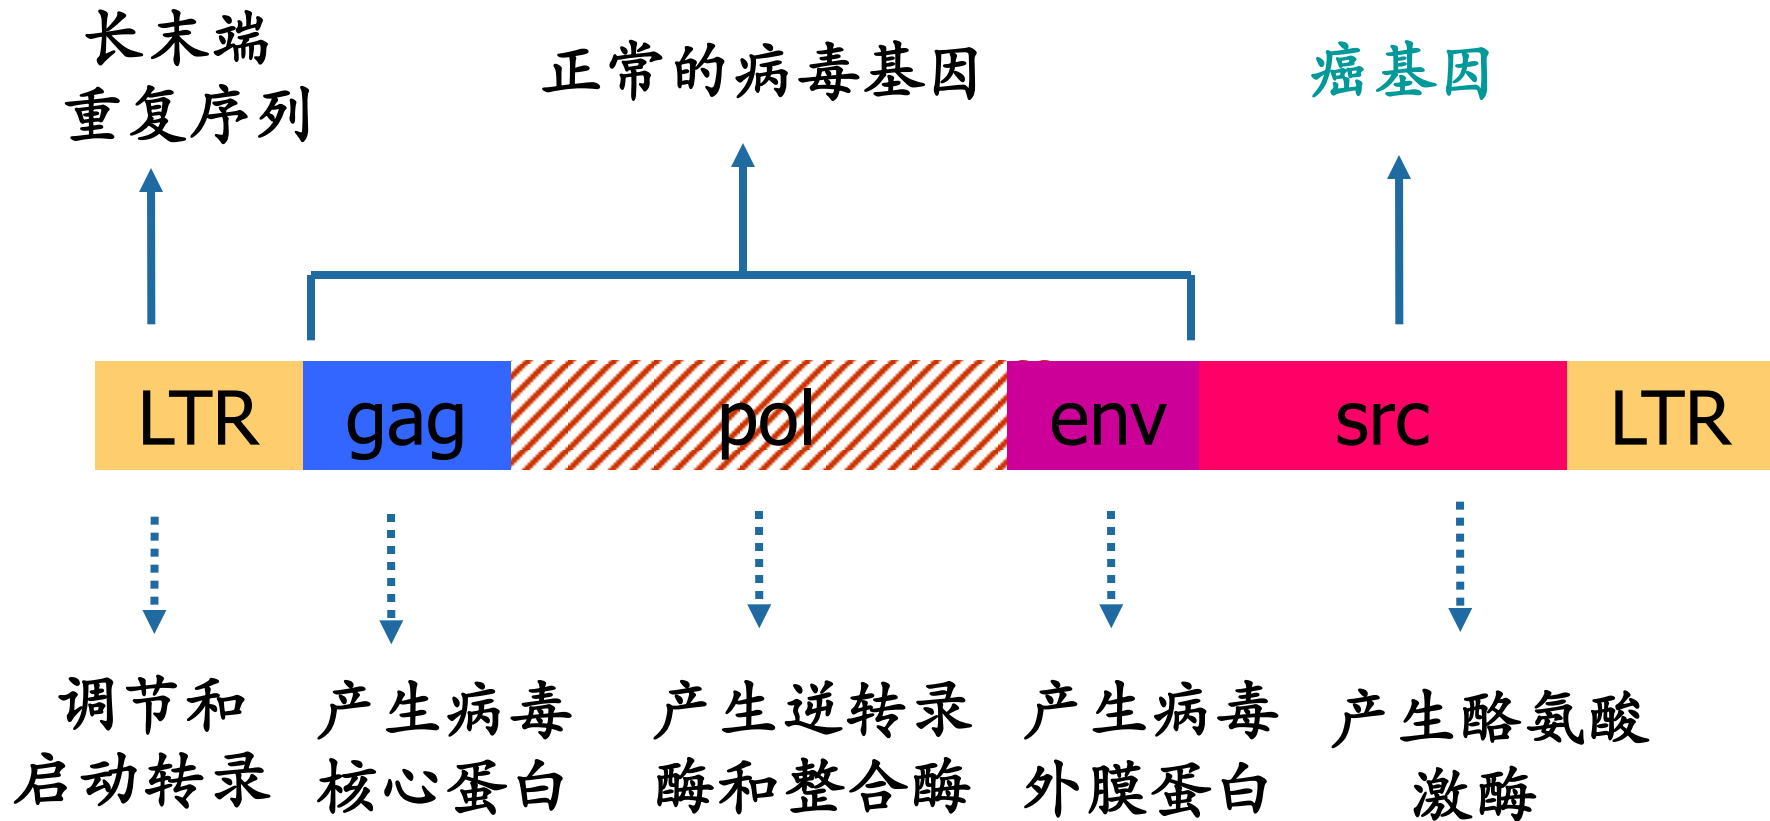 长末端
重复序列
正常的病毒基因
癌基因
LTR gag pol env src LTR
调节和
启动转录
产生病毒
核心蛋白
产生逆转录
酶和整合酶
产生病毒
外膜蛋白
产生酪氨酸
激酶